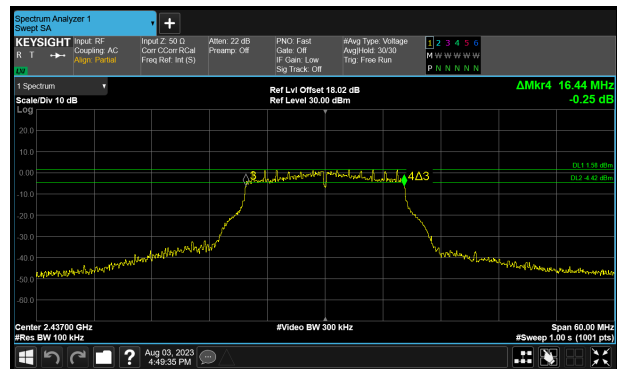 Spectrum Analyzer 1
Swept SA
KEYSIGHT
R T
LXI
Input: RF
Coupling: AC
Align: Partial
Input Z: 50 Ω
Corr CCorr RCal
Freq Ref: Int (S)
Atten: 22 dB
Preamp: Off
PNO: Fast
Gate: Off
IF Gain: Low
Sig Track: Off
#Avg Type: Voltage
Avg|Hold: 30/30
Trig: Free Run
1 2 3 4 5 6
M W W W W W
P N N N N N
1 Spectrum
Scale/Div 10 dB
Ref Lvl Offset 18.02 dB
Ref Level 30.00 dBm
ΔMkr4 16.44 MHz
-0.25 dB
Log
20.0
10.0
0.00
-10.0
-20.0
-30.0
-40.0
-50.0
-60.0
3
4Δ3
DL1 1.58 dBm
DL2 -4.42 dBm
Center 2.43700 GHz
#Res BW 100 kHz
#Video BW 300 kHz
Span 60.00 MHz
#Sweep 1.00 s (1001 pts)
?
Aug 03, 2023
4:49:35 PM